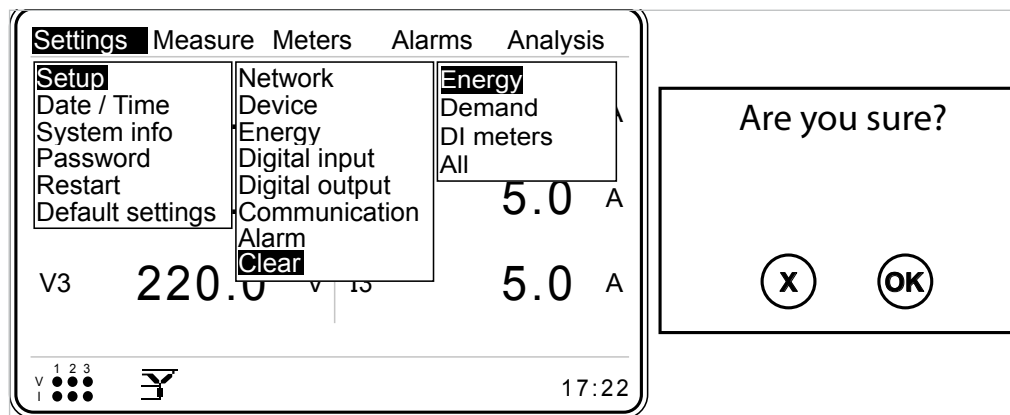 Settings Measure Meters Alarms Analysis
Setup
Date / Time
System info
Password
Restart
Default settings
Network
Device
Energy
Digital input
Digital output
Communication
Alarm
Clear
Energy
Demand
DI meters
All
5.0 A
V3 220.0 V I3 5.0 A
1 2 3
V
I
17:22
Are you sure?
X OK